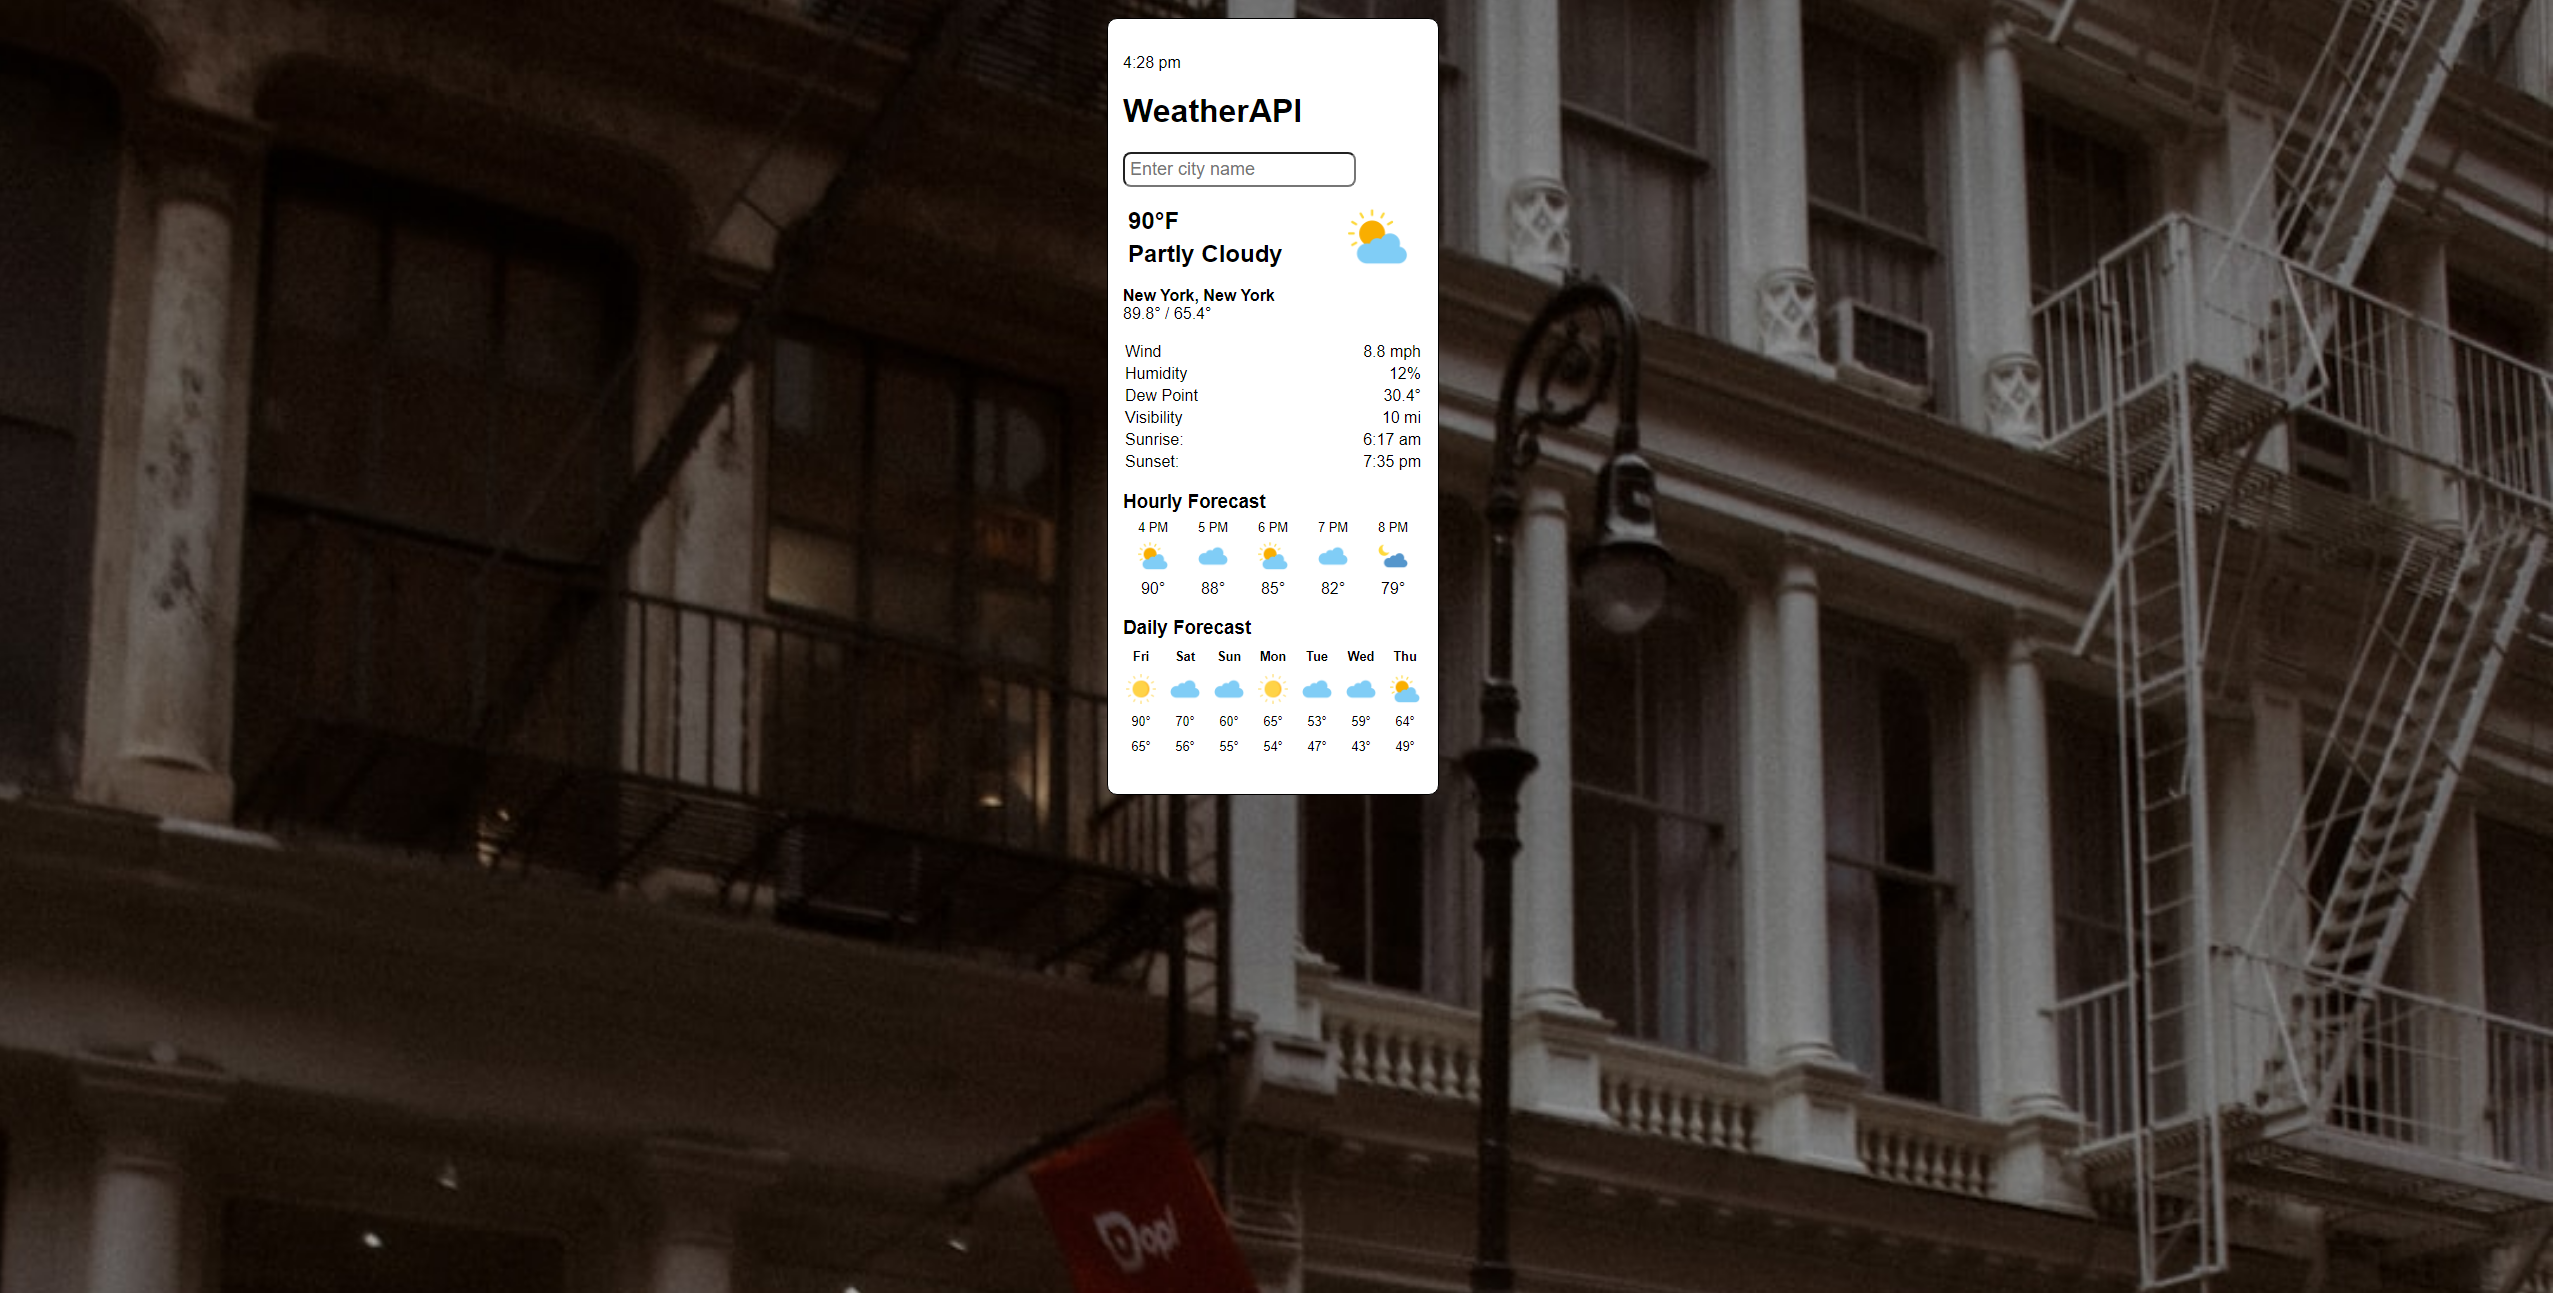 4:28 pm
WeatherAPI
Enter city name
90°F
Partly Cloudy
New York, New York
89.8° / 65.4°
Wind 8.8 mph
Humidity 12%
Dew Point 30.4°
Visibility 10 mi
Sunrise: 6:17 am
Sunset: 7:35 pm
Hourly Forecast
4 PM 5 PM 6 PM 7 PM 8 PM
90° 88° 85° 82° 79°
Daily Forecast
Fri Sat Sun Mon Tue Wed Thu
90° 70° 60° 65° 53° 59° 64°
65° 56° 55° 54° 47° 43° 49°